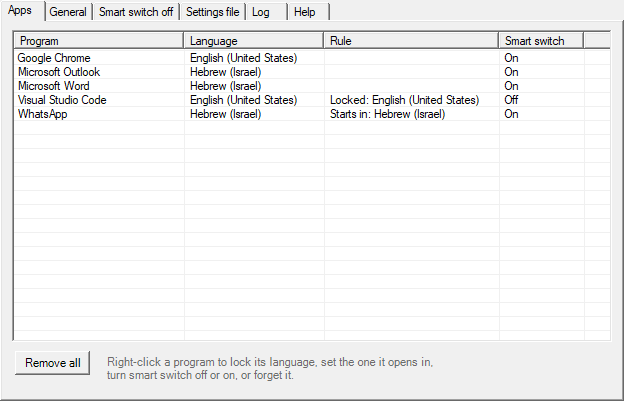 Apps General Smart switch off Settings file Log Help
Program Language Rule Smart switch
Google Chrome English (United States) On
Microsoft Outlook Hebrew (Israel) On
Microsoft Word Hebrew (Israel) On
Visual Studio Code English (United States) Locked: English (United States) Off
WhatsApp Hebrew (Israel) Starts in: Hebrew (Israel) On
Remove all
Right-click a program to lock its language, set the one it opens in,
turn smart switch off or on, or forget it.